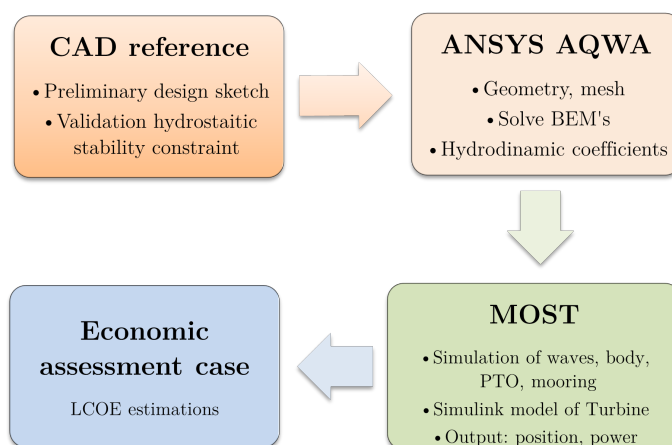 CAD reference
• Preliminary design sketch
• Validation hydrostaitic
stability constraint
ANSYS AQWA
• Geometry, mesh
• Solve BEM's
• Hydrodinamic coefficients
MOST
• Simulation of waves, body,
PTO, mooring
• Simulink model of Turbine
• Output: position, power
Economic
assessment case
LCOE estimations